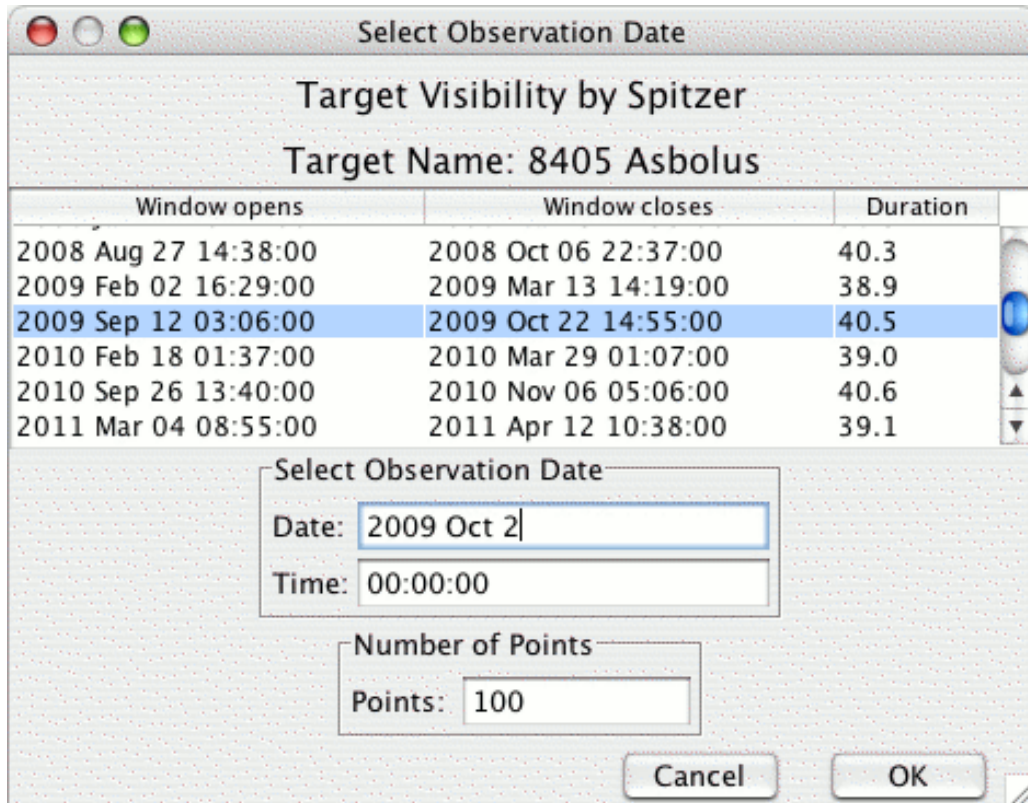 Select Observation Date
Target Visibility by Spitzer
Target Name: 8405 Asbolus
Window opens Window closes Duration
2008 Aug 27 14:38:00 2008 Oct 06 22:37:00 40.3
2009 Feb 02 16:29:00 2009 Mar 13 14:19:00 38.9
2009 Sep 12 03:06:00 2009 Oct 22 14:55:00 40.5
2010 Feb 18 01:37:00 2010 Mar 29 01:07:00 39.0
2010 Sep 26 13:40:00 2010 Nov 06 05:06:00 40.6
2011 Mar 04 08:55:00 2011 Apr 12 10:38:00 39.1
Select Observation Date
Date: 2009 Oct 2
Time: 00:00:00
Number of Points
Points: 100
Cancel OK